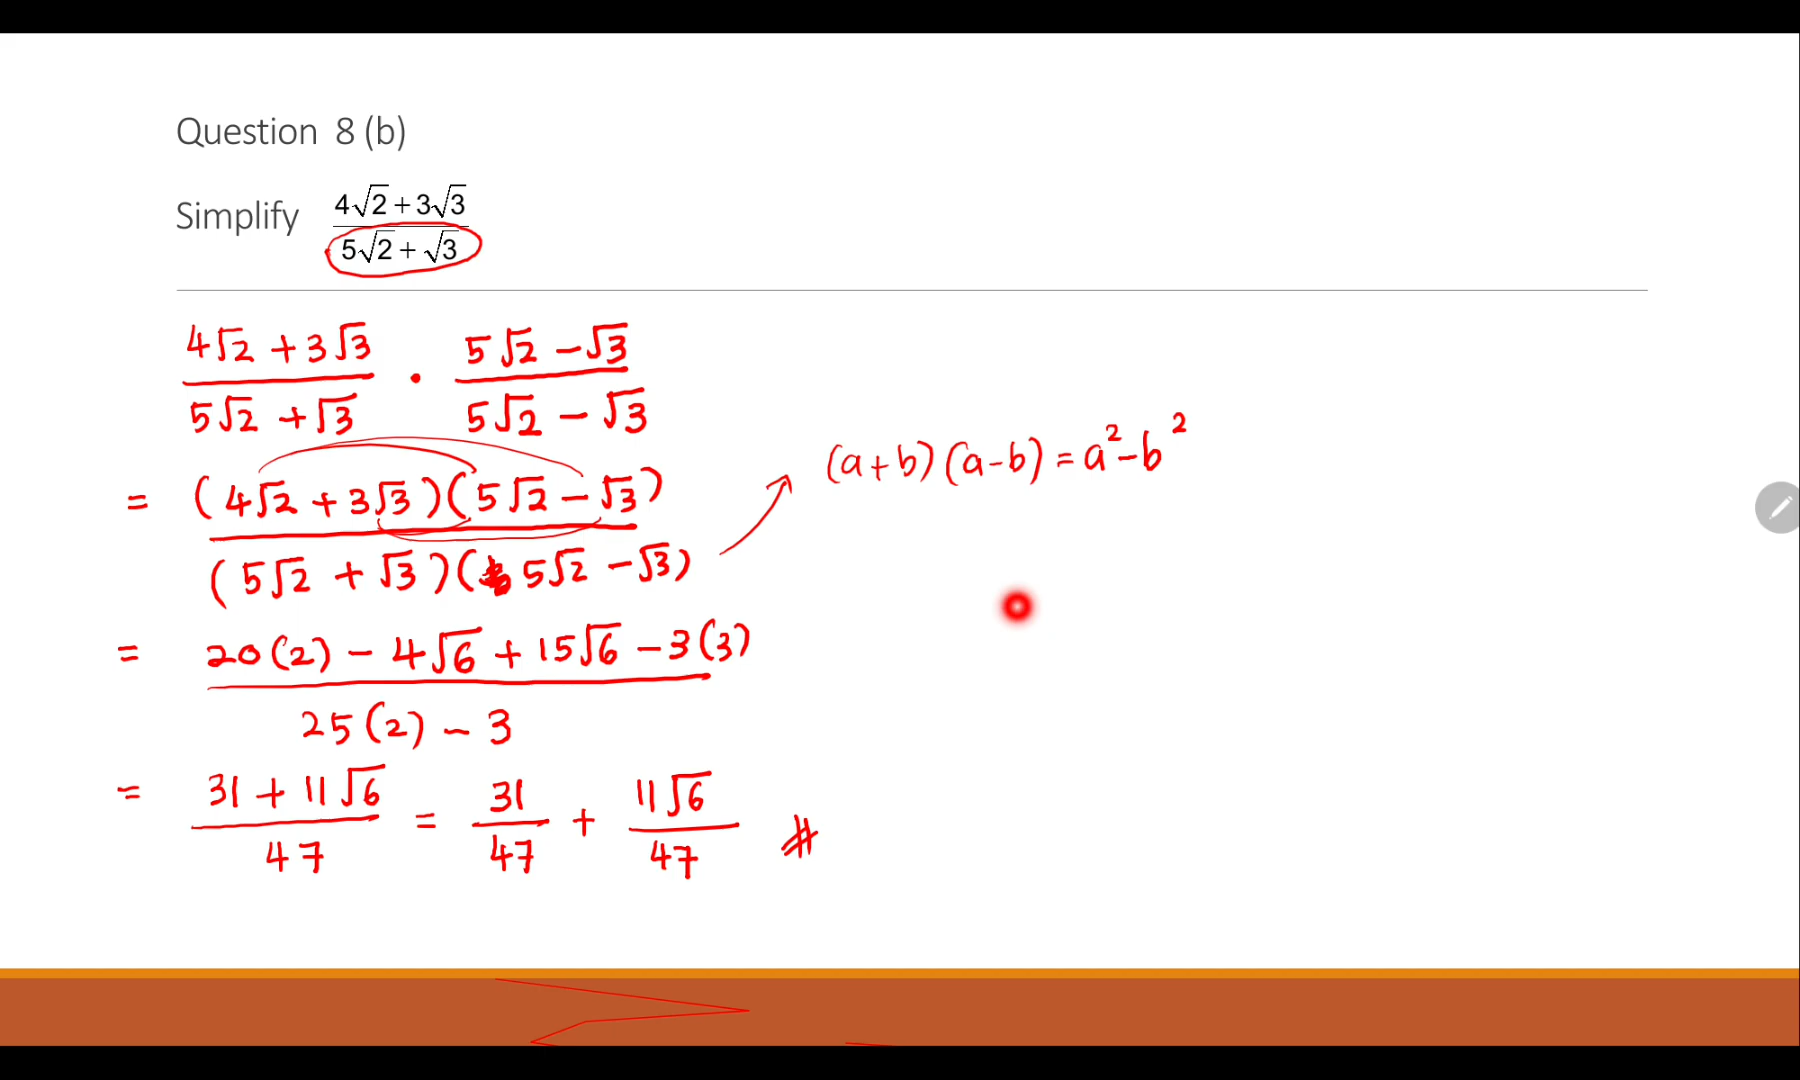 Question 8 (b)
Simplify (4√2 + 3√3)/(5√2 + √3)
(4√2 + 3√3)/(5√2 + √3) · (5√2 − √3)/(5√2 − √3)
= ((4√2 + 3√3)(5√2 − √3))/((5√2 + √3)(5√2 − √3))
(a+b)(a-b) = a²-b²
= (20(2) − 4√6 + 15√6 − 3(3))/(25(2) − 3)
= (31 + 11√6)/47 = 31/47 + 11√6/47 #